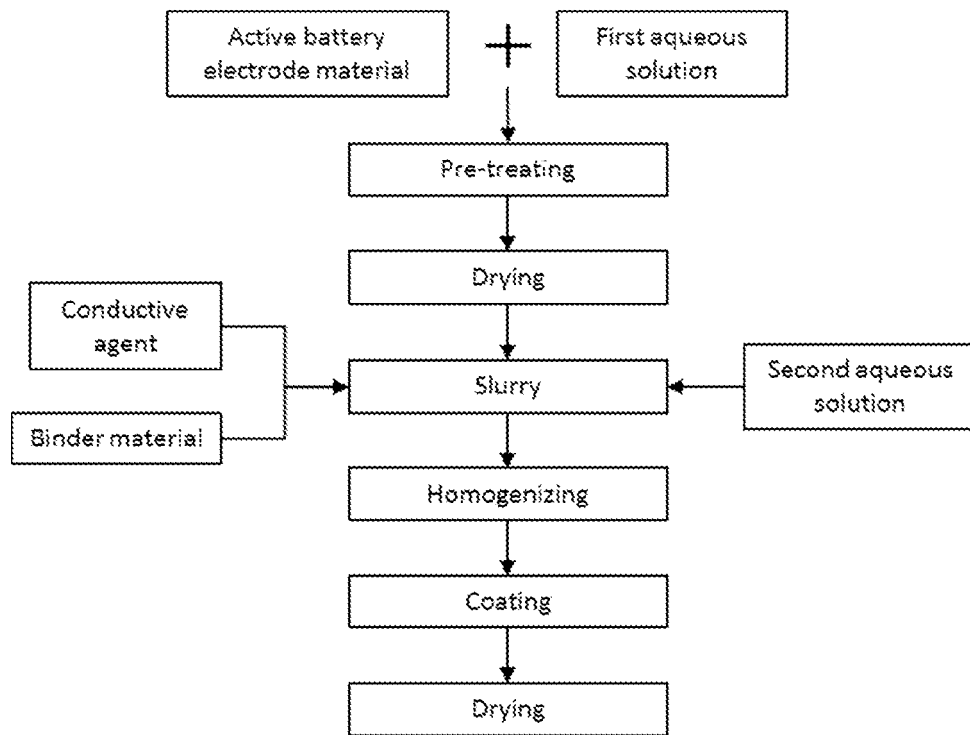 Active battery
electrode material
+
First aqueous
solution
Pre-treating
Drying
Conductive
agent
Binder material
Slurry
Second aqueous
solution
Homogenizing
Coating
Drying